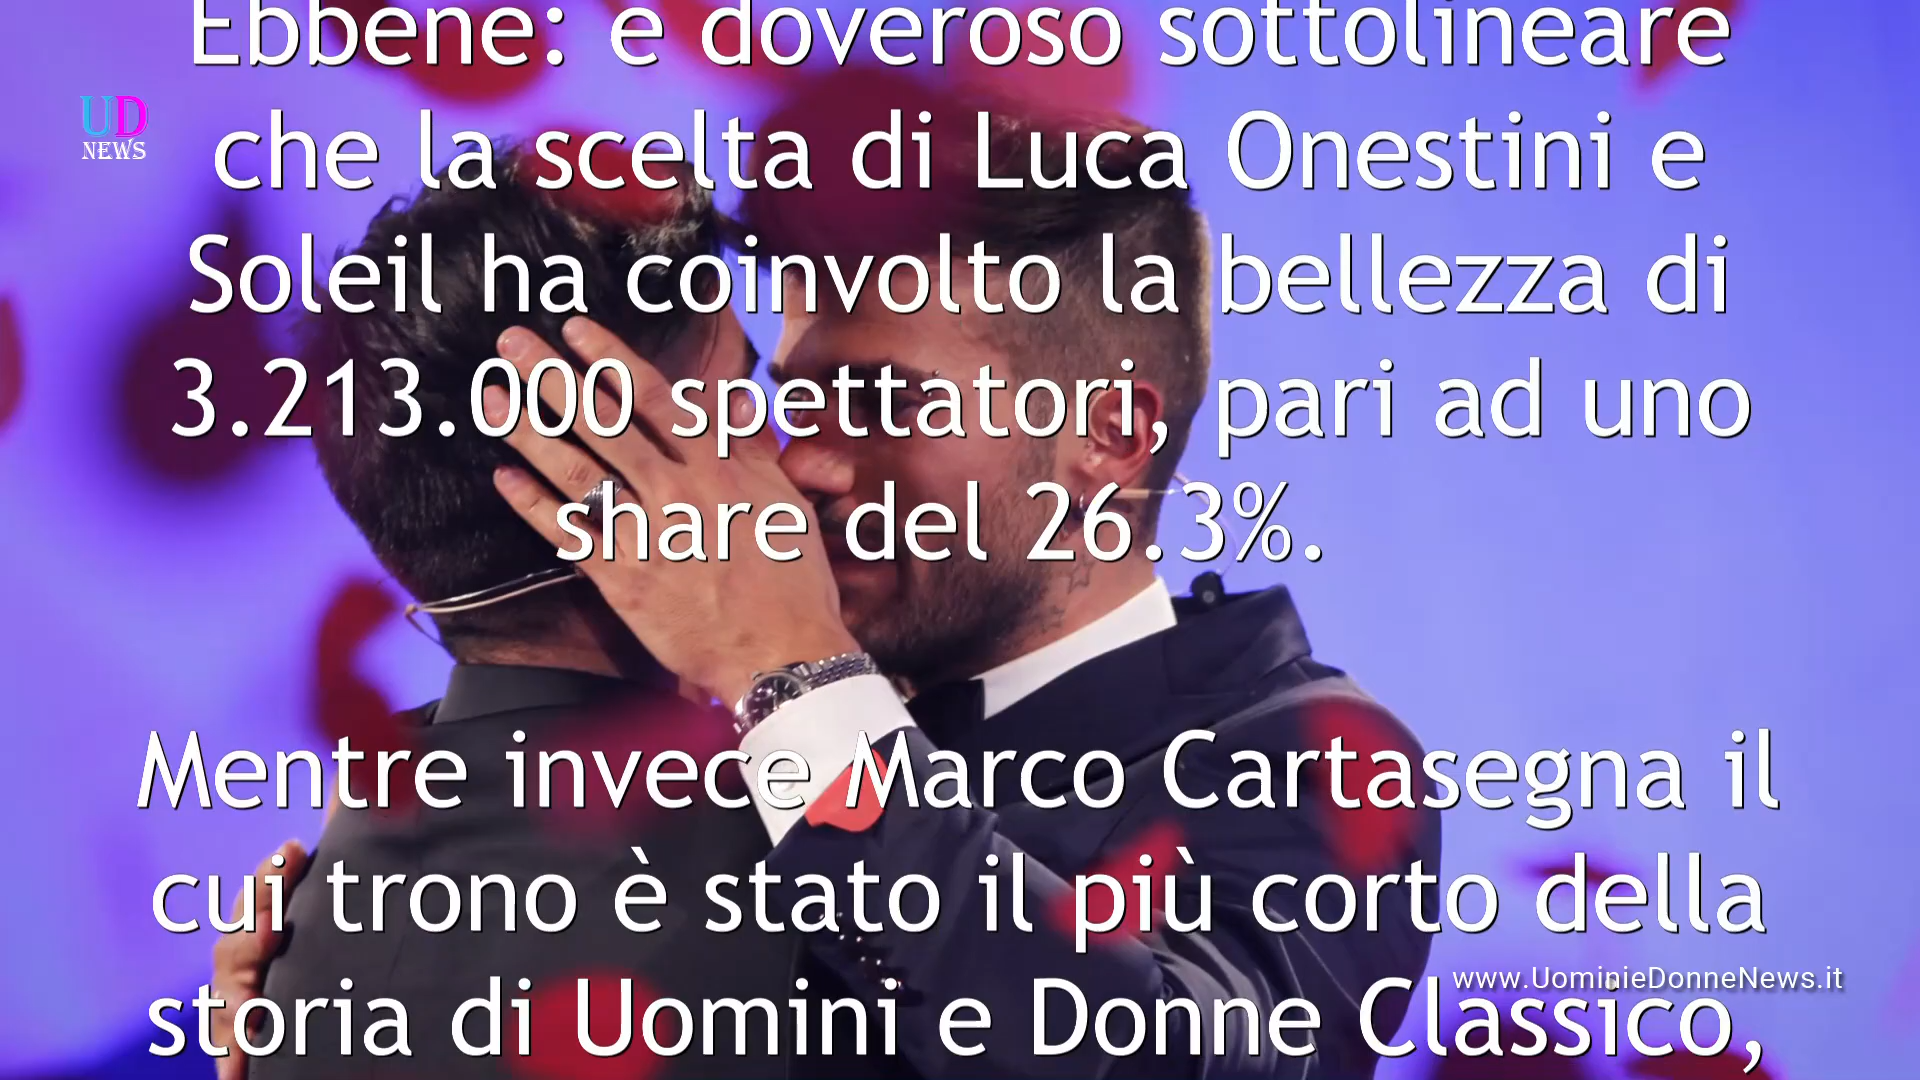 Ebbene: è doveroso sottolineare
UD
NEWS
che la scelta di Luca Onestini e
Soleil ha coinvolto la bellezza di
3.213.000 spettatori, pari ad uno
share del 26.3%.
Mentre invece Marco Cartasegna il
cui trono è stato il più corto della
www.UominieDonneNews.it
storia di Uomini e Donne Classico,